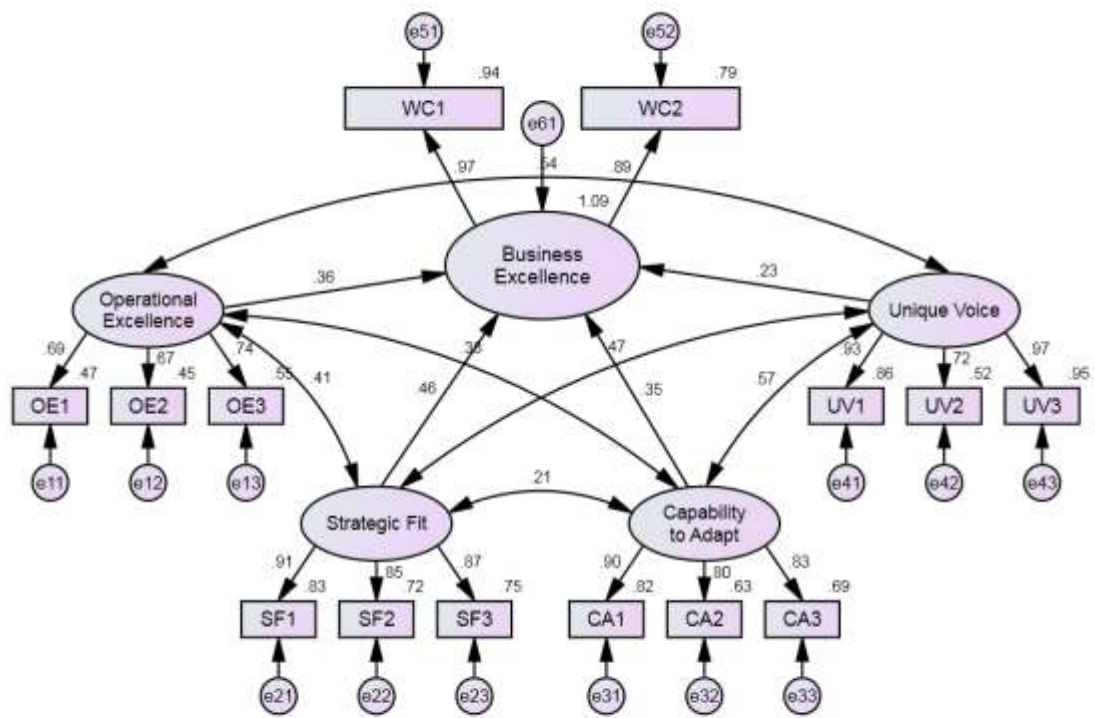 e51
e52
.94
.79
WC1
WC2
e61
.97
.54
.89
1.09
Business
Excellence
.36
.23
Operational
Excellence
Unique Voice
.69
.67
.74
.38
.47
.93
.72
.97
.47
.45
.55
.41
.46
.35
.57
.86
.52
.95
OE1
OE2
OE3
UV1
UV2
UV3
e11
e12
e13
e41
e42
e43
.21
Strategic Fit
Capability
to Adapt
.91
.85
.87
.90
.80
.83
.83
.72
.75
.82
.63
.69
SF1
SF2
SF3
CA1
CA2
CA3
e21
e22
e23
e31
e32
e33